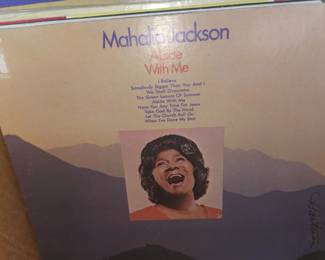 Mahalia Jackson
Abide
With Me
I Believe
Somebody Bigger Than You And I
We Shall Overcome
The Green Leaves Of Summer
Abide With Me
Have You Any Time For Jesus
Take God By The Hand
Let The Church Roll On
When I've Done My Best